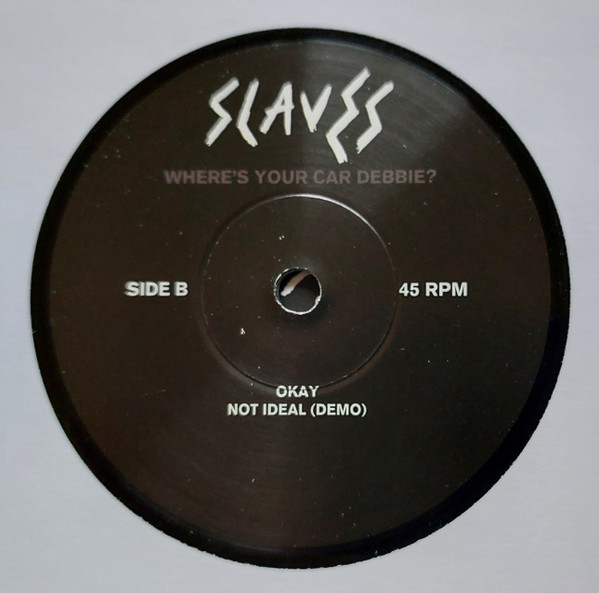 SLAVES
WHERE'S YOUR CAR DEBBIE?
SIDE B
45 RPM
OKAY
NOT IDEAL (DEMO)